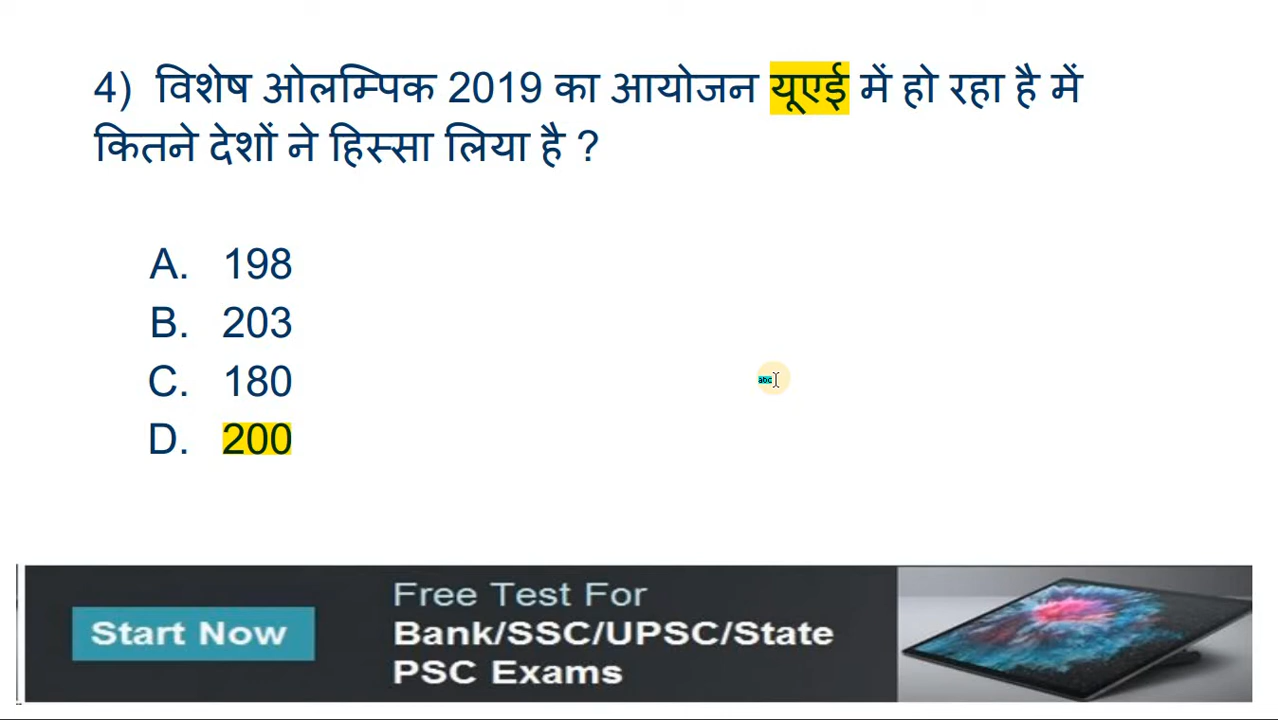 4) विशेष ओलम्पिक 2019 का आयोजन यूएई में हो रहा है में
कितने देशों ने हिस्सा लिया है ?
A. 198
B. 203
C. 180
D. 200
abc
Start Now
Free Test For
Bank/SSC/UPSC/State
PSC Exams